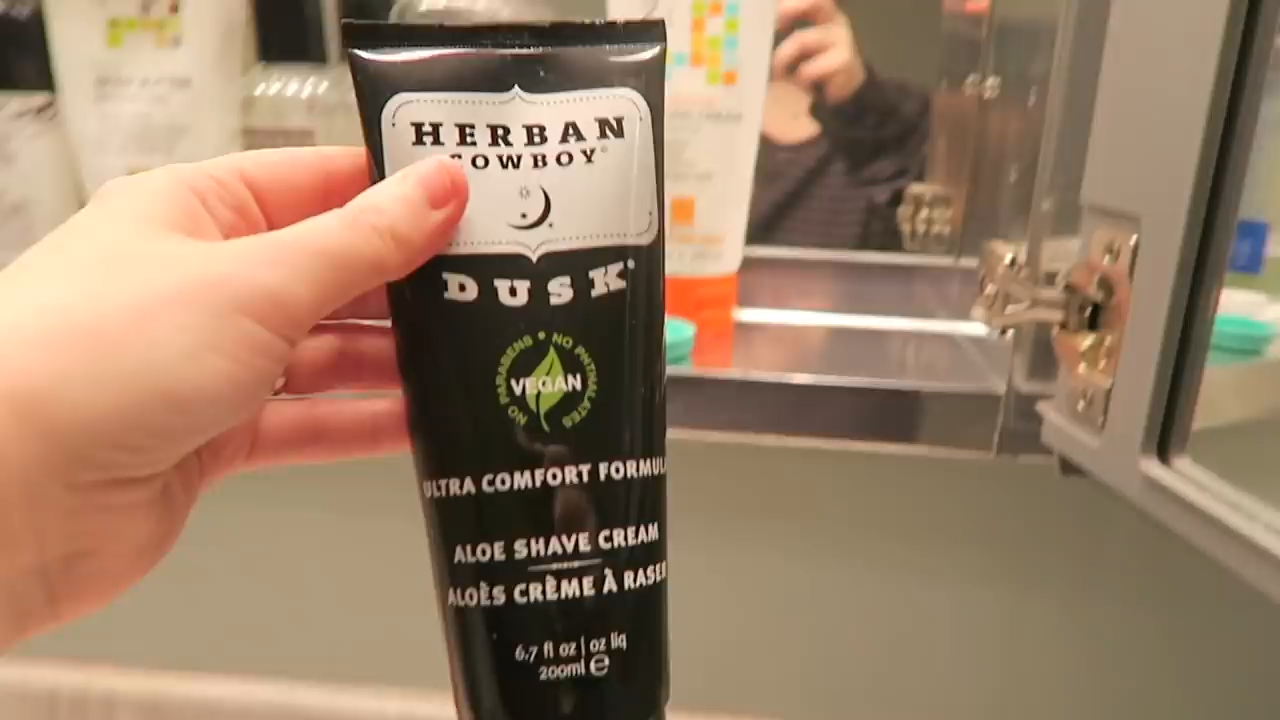 HERBAN
COWBOY®
DUSK
NO PARABENS • NO PHTHALATES
VEGAN
ULTRA COMFORT FORMULA
ALOE SHAVE CREAM
ALOÈS CRÈME À RASER
6.7 fl oz | oz liq
200ml ℮